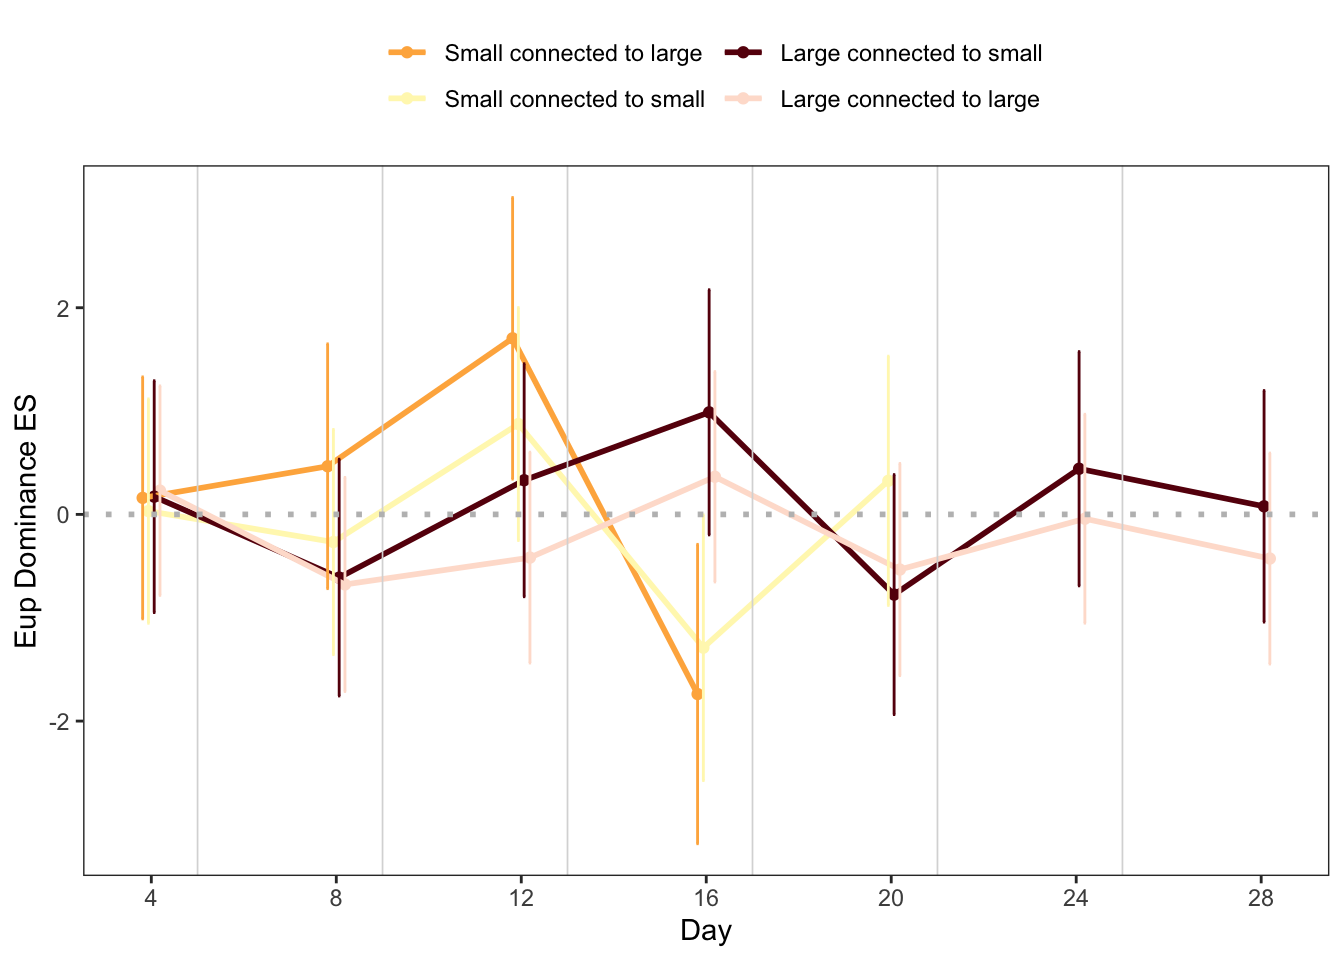 Small connected to large
Large connected to small
Small connected to small
Large connected to large
Eup Dominance ES
2
0
-2
4 8 12 16 20 24 28
Day